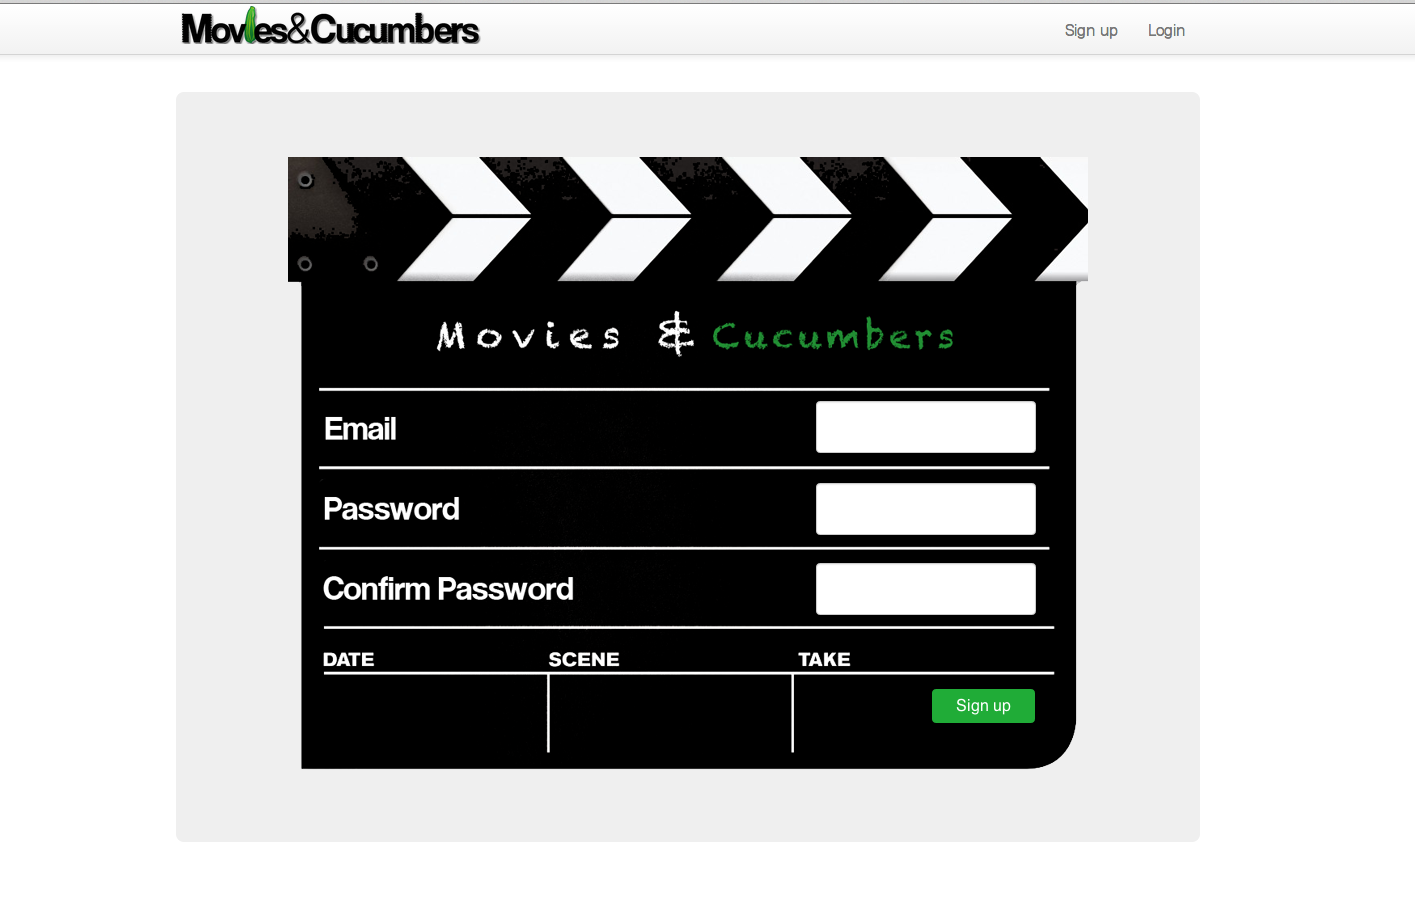 Movies&Cucumbers
Sign up
Login
Movies & Cucumbers
Email
Password
Confirm Password
DATE SCENE TAKE
Sign up